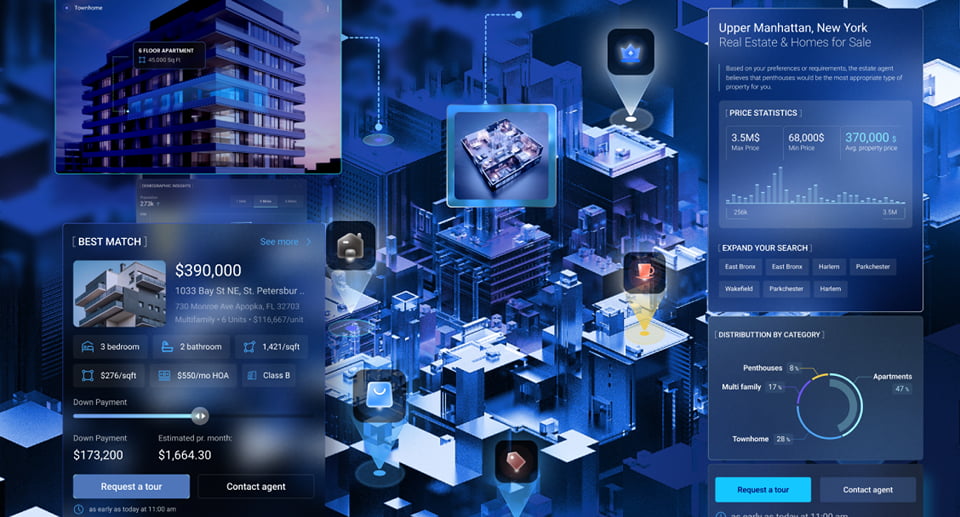 Townhome
6 FLOOR APARTMENT
45.000 Sq Ft
DEMOGRAPHIC INSIGHTS
273k
[ BEST MATCH ]
See more
$390,000
1033 Bay St NE, St. Petersbur ..
730 Monroe Ave Apopka, FL 32703
Multifamily • 6 Units • $116,667/unit
3 bedroom
2 bathroom
1,421/sqft
$276/sqft
$550/mo HOA
Class B
Down Payment
Down Payment
Estimated pr. month:
$173,200
$1,664.30
Request a tour
Contact agent
as early as today at 11:00 am
Upper Manhattan, New York
Real Estate & Homes for Sale
Based on your preferences or requirements, the estate agent
believes that penthouses would be the most appropriate type of
property for you.
[ PRICE STATISTICS ]
3.5M$
Max Price
68,000$
Min Price
370,000 $
Avg. property price
256k
3.5M
[ EXPAND YOUR SEARCH ]
East Bronx
East Bronx
Harlem
Parkchester
Wakefield
Parkchester
Harlem
[ DISTRIBUTION BY CATEGORY ]
Penthouses 8 %
Multi family 17 %
Apartments
47 %
Townhome 28 %
Request a tour
Contact agent
as early as today at 11:00 am